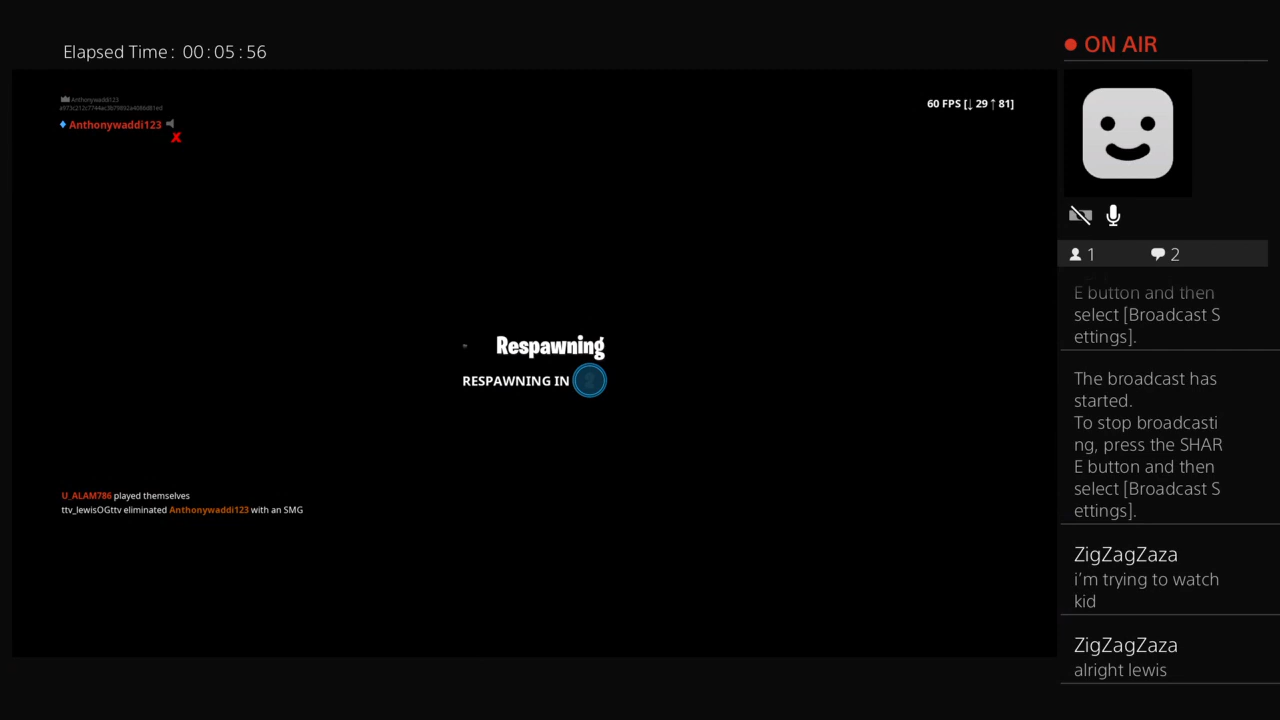 Elapsed Time: 00:05:56
ON AIR
Anthonywaddi123
Anthonywaddi123
X
60 FPS [↓ 29 ↑ 81]
1
2
E button and then
select [Broadcast S
ettings].
Respawning
RESPAWNING IN 2
The broadcast has
started.
To stop broadcasti
ng, press the SHAR
E button and then
select [Broadcast S
ettings].
U_ALAM786 played themselves
ttv_lewisOGttv eliminated Anthonywaddi123 with an SMG
ZigZagZaza
i'm trying to watch
kid
ZigZagZaza
alright lewis